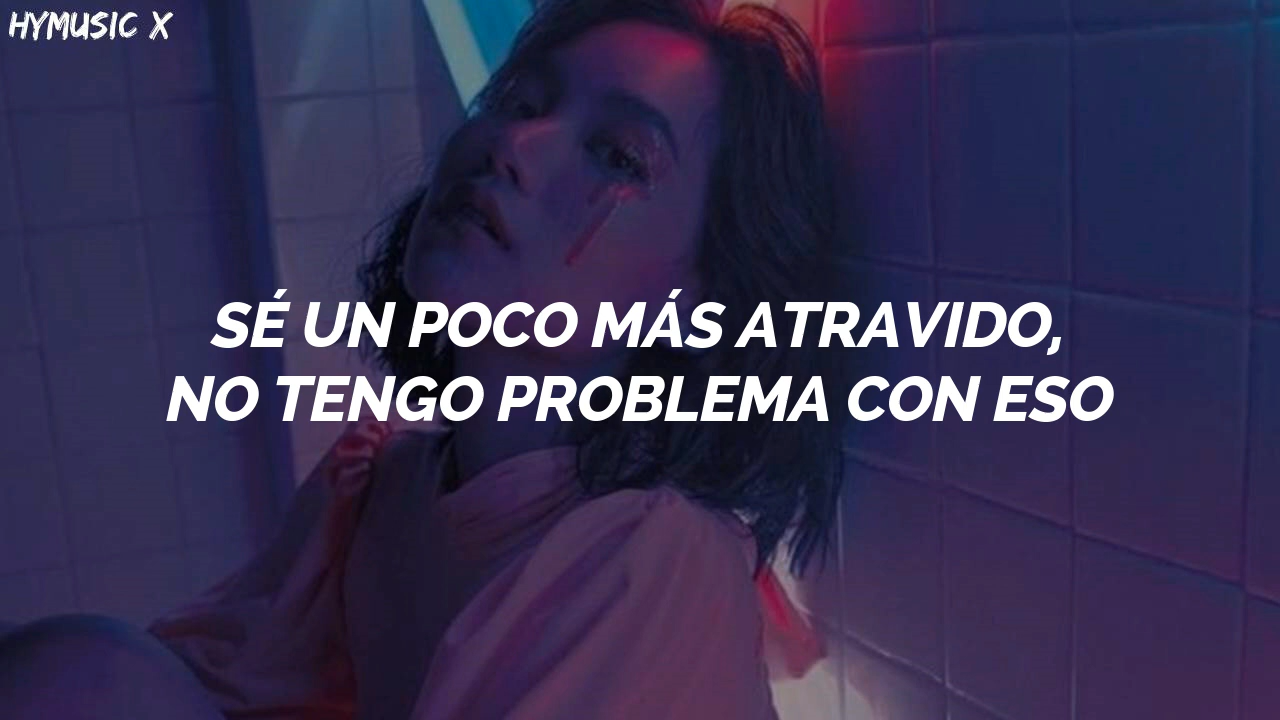 HYMUSIC X
SÉ UN POCO MÁS ATRAVIDO,
NO TENGO PROBLEMA CON ESO